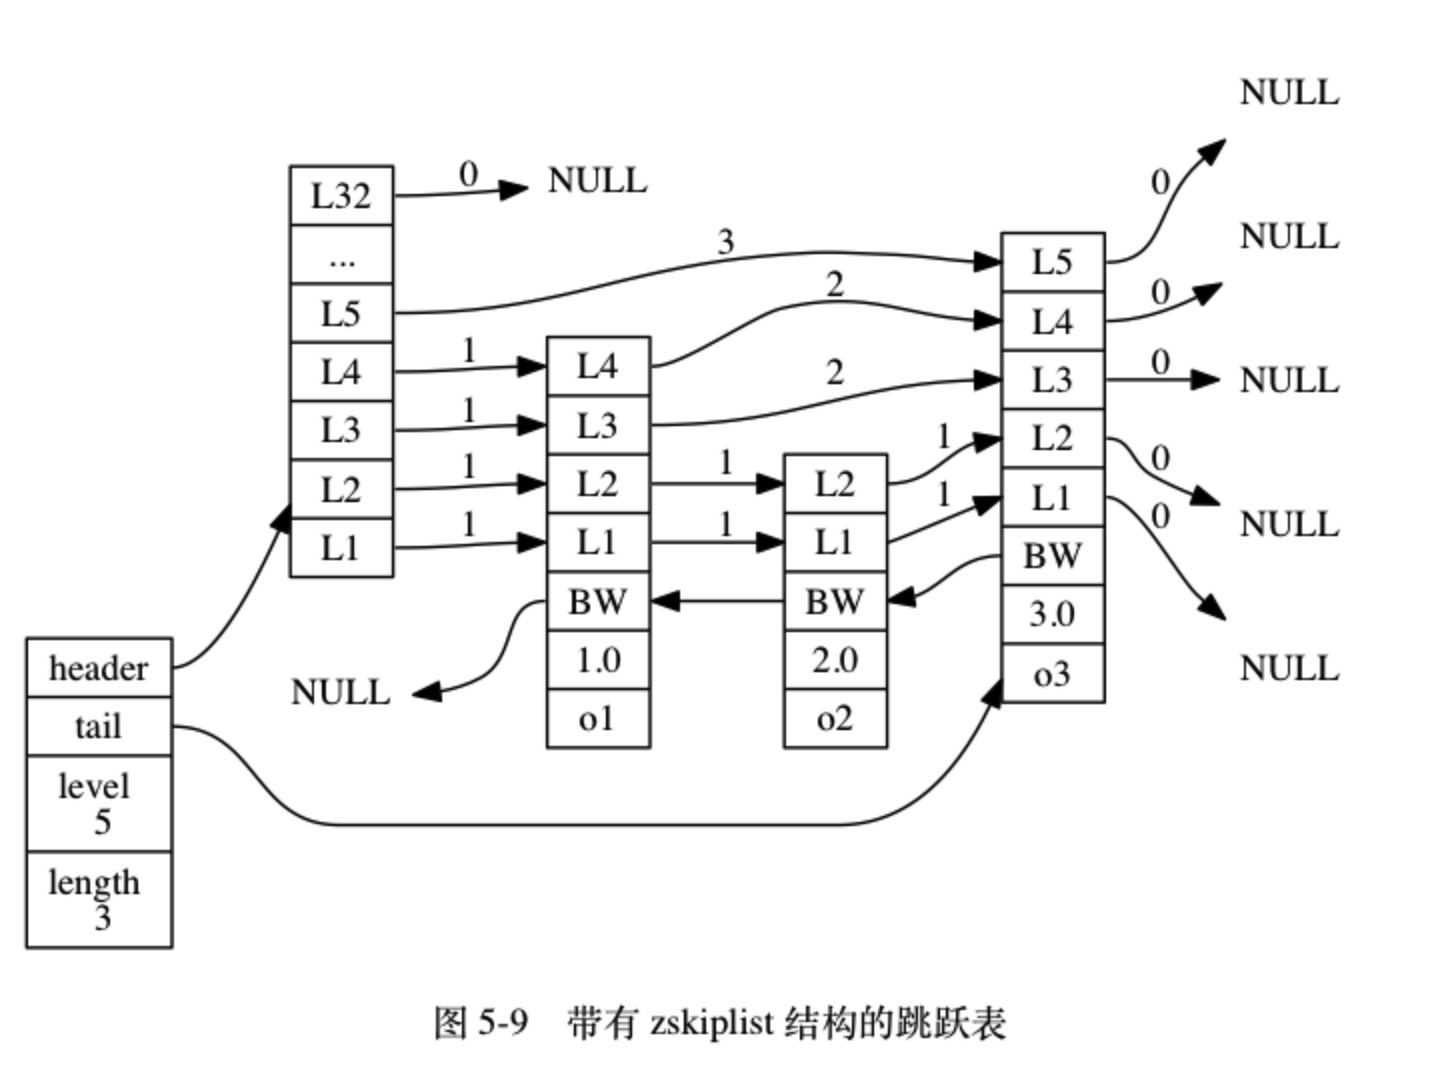 NULL
0
NULL
L32
...
L5
L4
L3
L2
L1
0
NULL
3
2
2
1
1
1
1
L4
L3
L2
L1
BW
1.0
o1
1
1
L2
L1
BW
2.0
o2
1
1
L5
L4
L3
L2
L1
BW
3.0
o3
0
NULL
0
NULL
0
NULL
0
NULL
header
tail
level
5
length
3
NULL
图 5-9 带有 zskiplist 结构的跳跃表